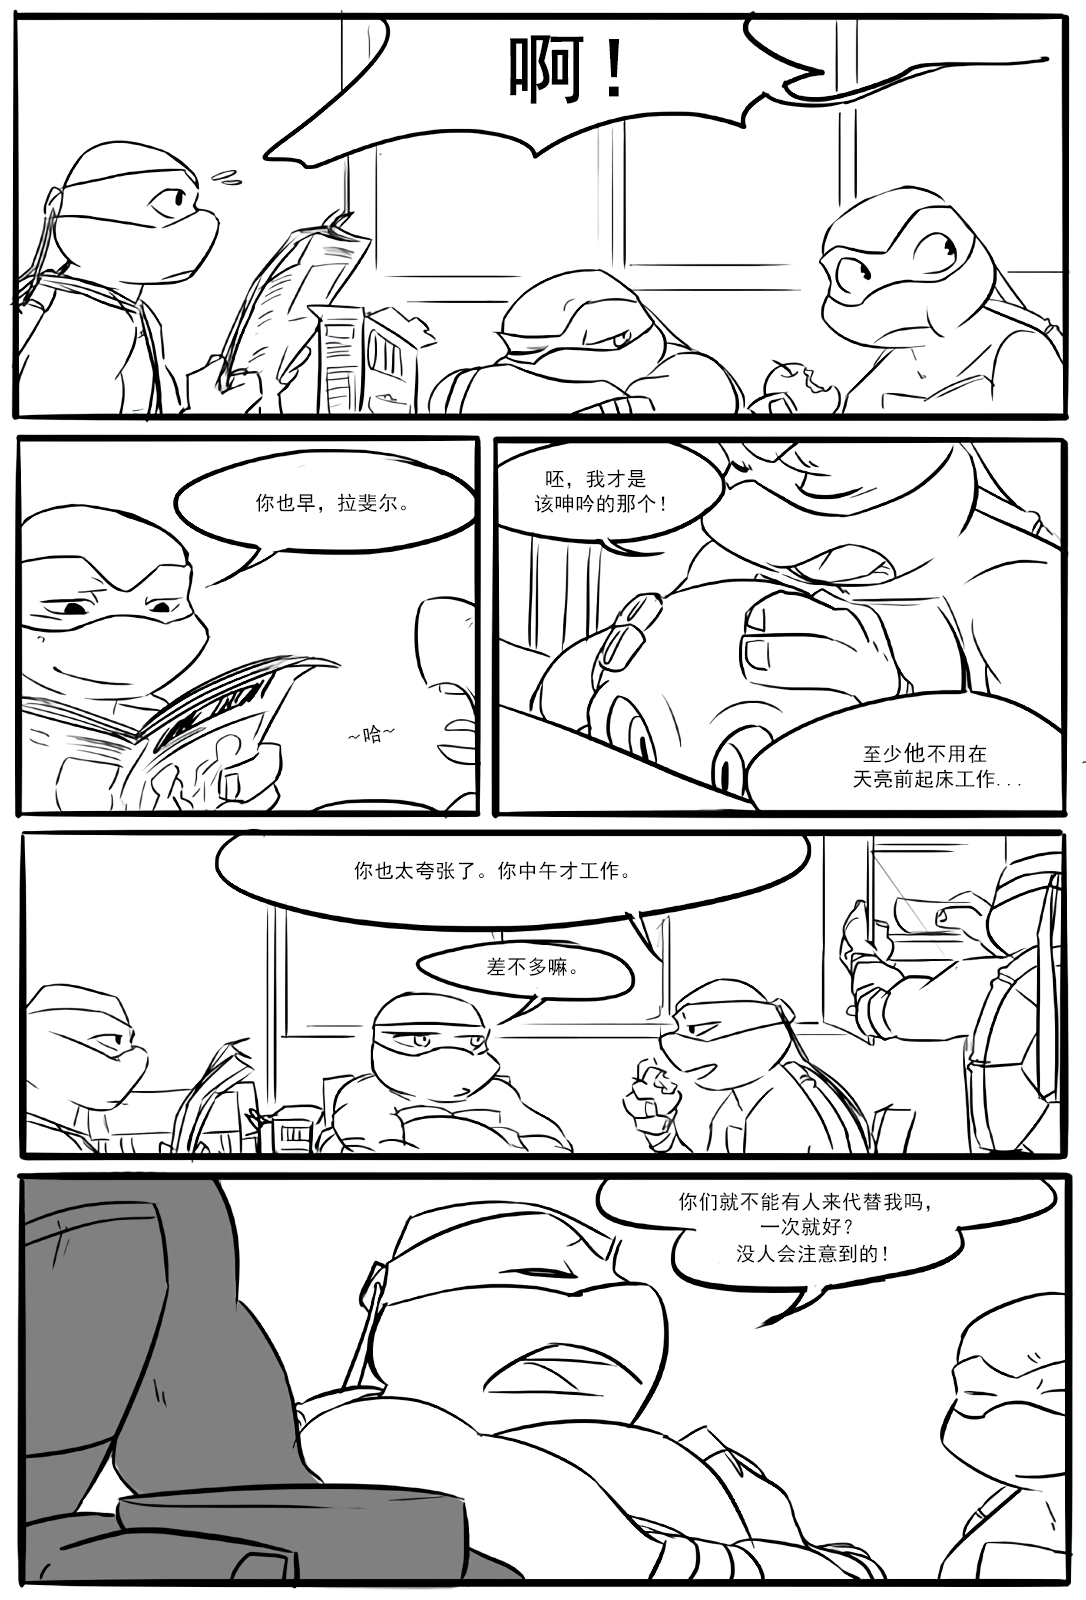 啊！
你也早，拉斐尔。
~哈~
呸，我才是
该呻吟的那个！
至少他不用在
天亮前起床工作...
你也太夸张了。你中午才工作。
差不多嘛。
你们就不能有人来代替我吗，
一次就好？
没人会注意到的！